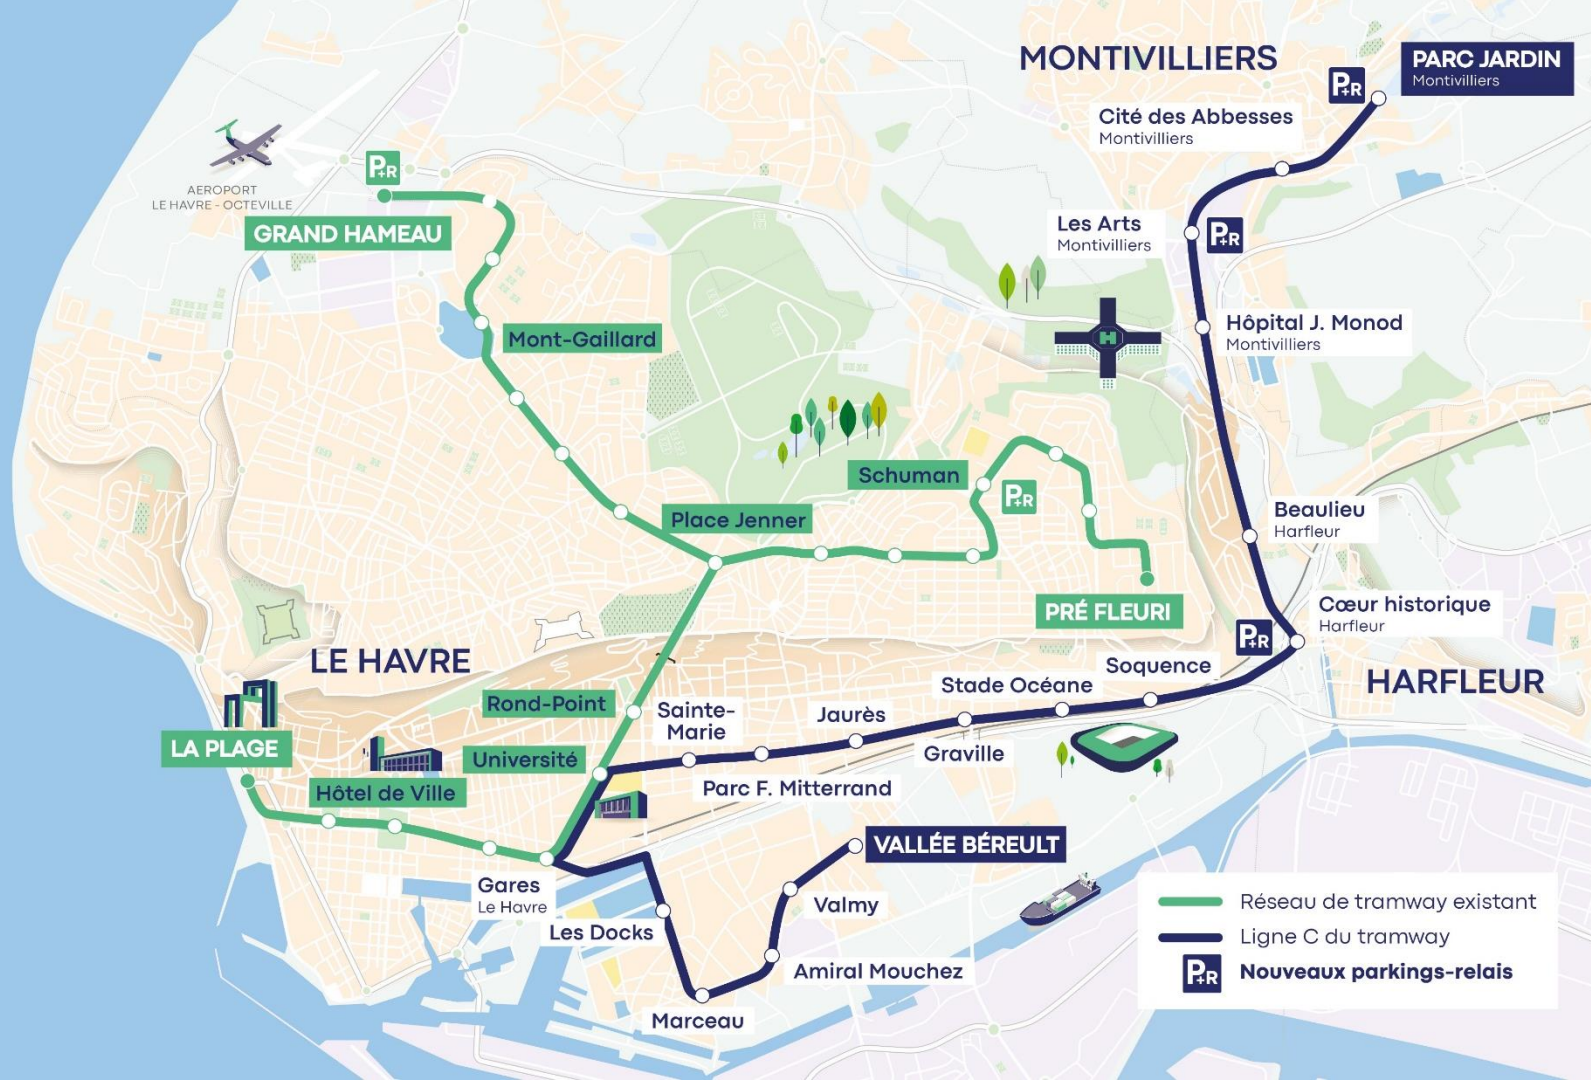 MONTIVILLIERS
PARC JARDIN
Montivilliers
P+R
Cité des Abbesses
Montivilliers
AEROPORT
LE HAVRE - OCTEVILLE
P+R
GRAND HAMEAU
Les Arts
Montivilliers
P+R
Mont-Gaillard
H
Hôpital J. Monod
Montivilliers
Schuman
P+R
Place Jenner
Beaulieu
Harfleur
PRÉ FLEURI
Cœur historique
Harfleur
P+R
LE HAVRE
HARFLEUR
Soquence
Stade Océane
Rond-Point
Sainte-
Marie
Jaurès
LA PLAGE
Université
Graville
Hôtel de Ville
Parc F. Mitterrand
VALLÉE BÉREULT
Gares
Le Havre
Valmy
Les Docks
Amiral Mouchez
Marceau
Réseau de tramway existant
Ligne C du tramway
P+R
Nouveaux parkings-relais